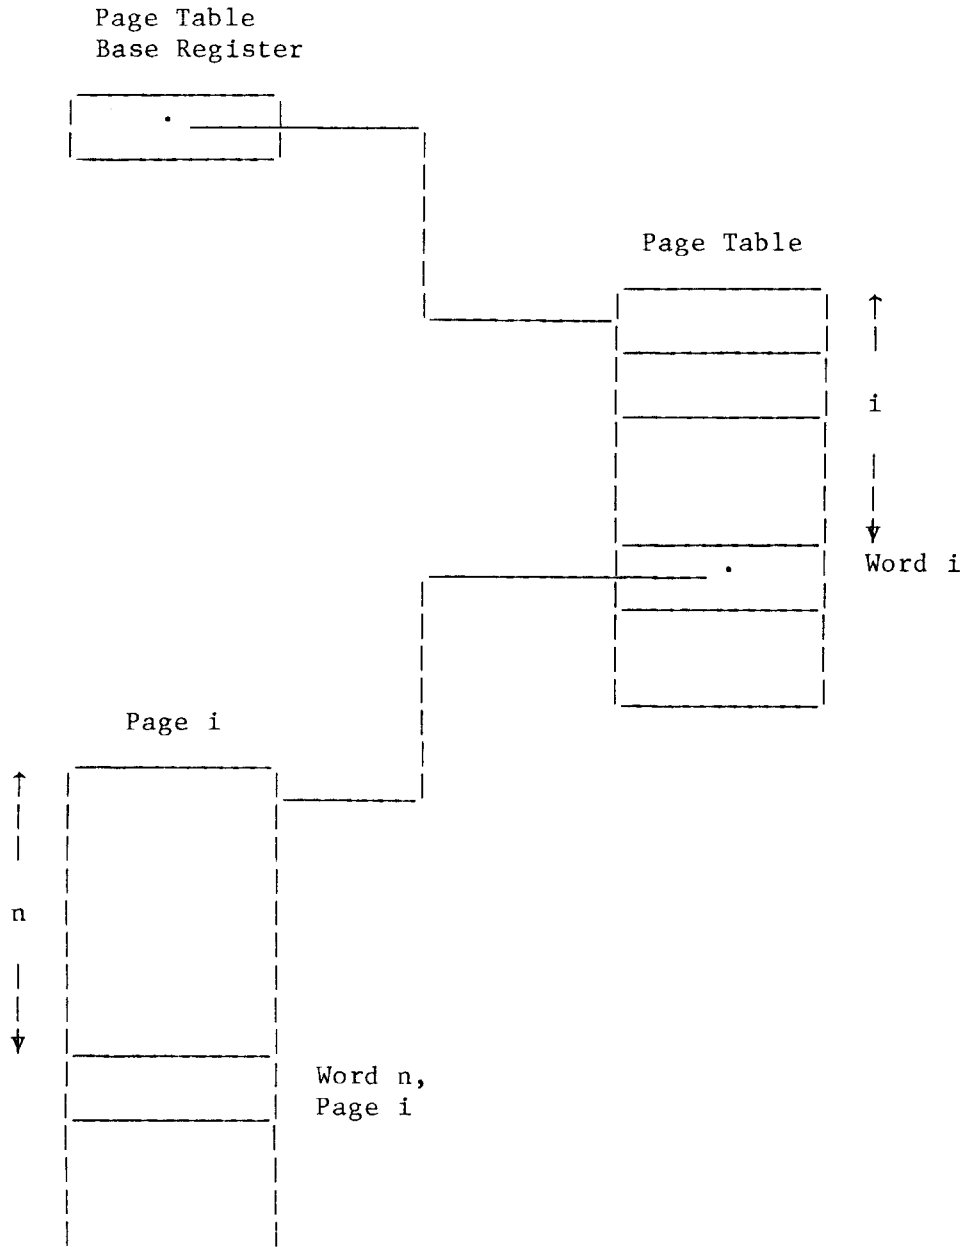 Page Table
Base Register
Page Table
i
Word i
Page i
n
Word n,
Page i